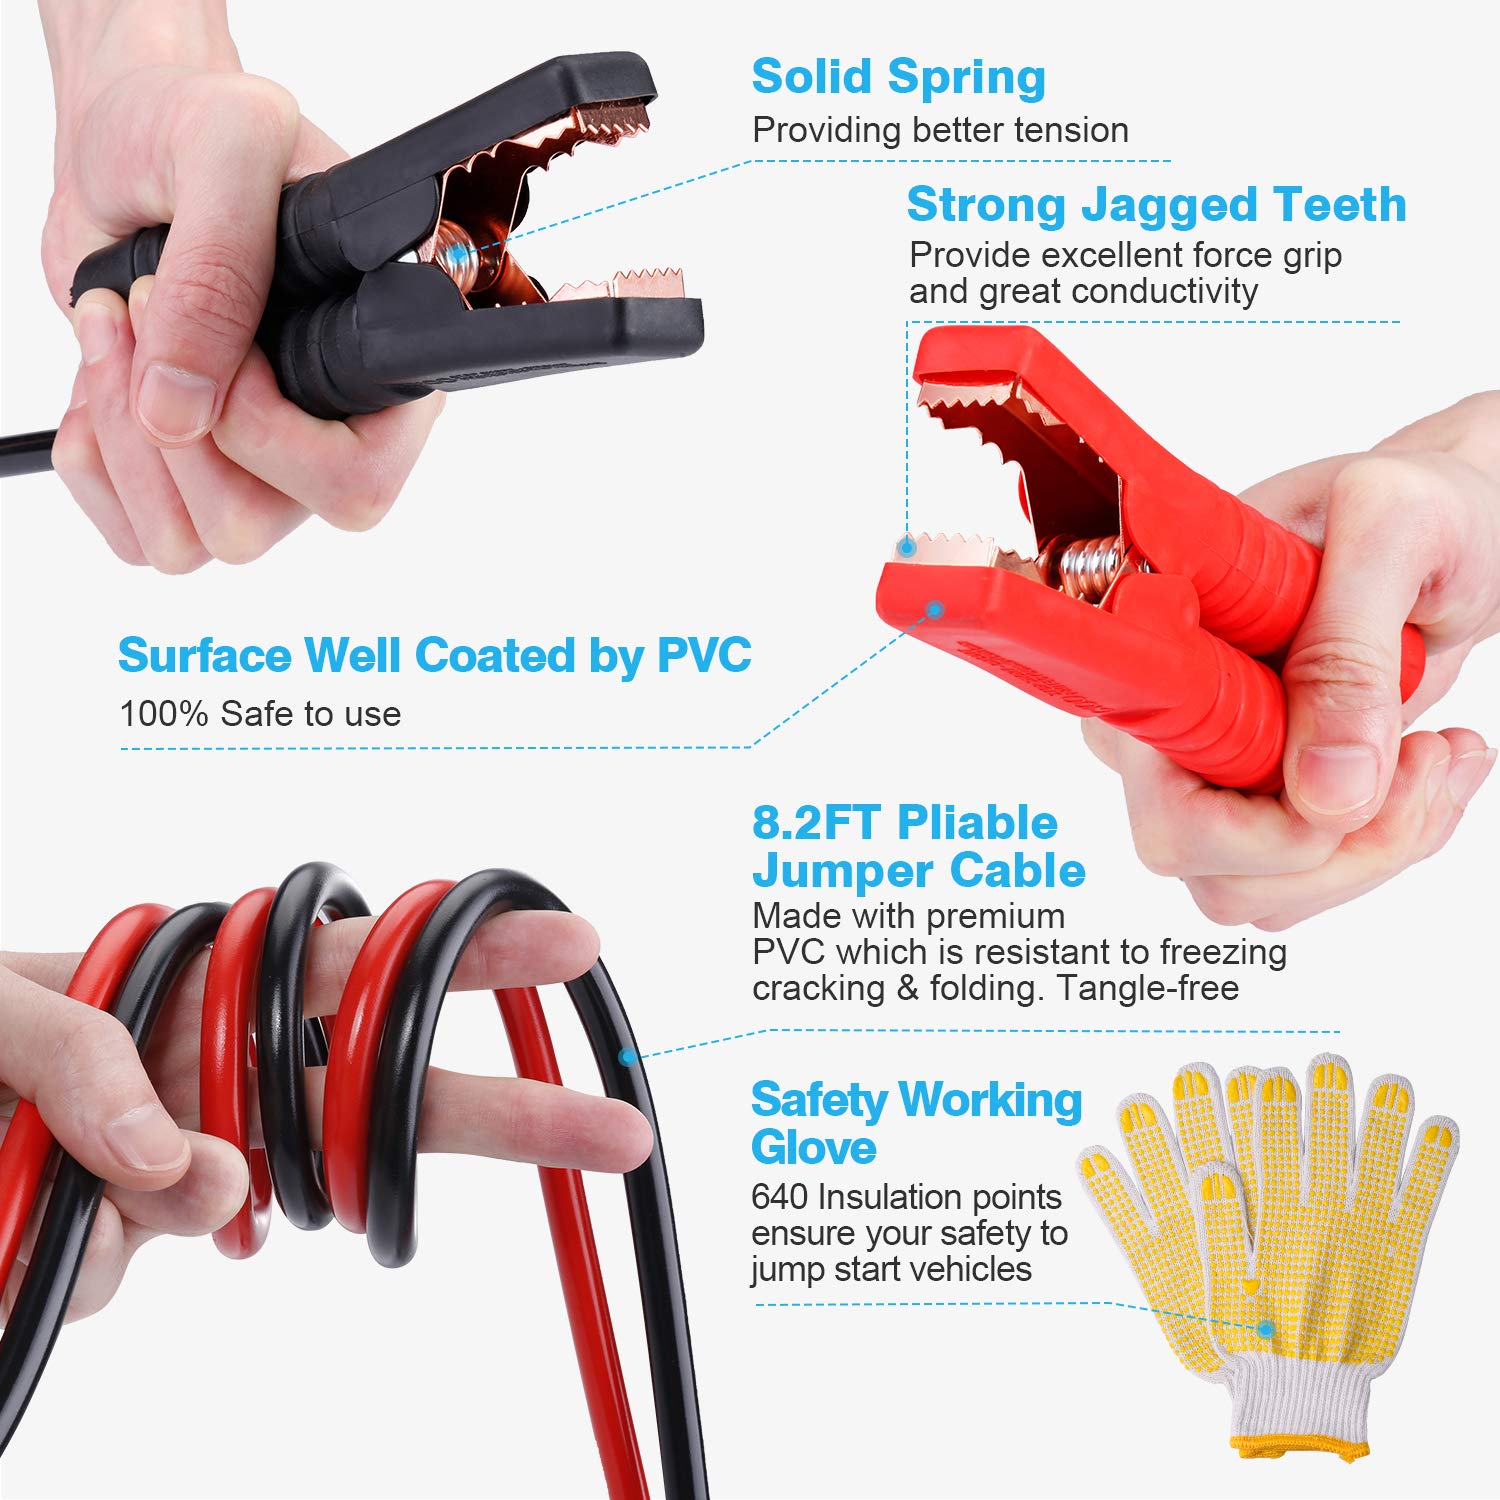 Solid Spring
Providing better tension
Strong Jagged Teeth
Provide excellent force grip
and great conductivity
Surface Well Coated by PVC
100% Safe to use
8.2FT Pliable
Jumper Cable
Made with premium
PVC which is resistant to freezing
cracking & folding. Tangle-free
Safety Working
Glove
640 Insulation points
ensure your safety to
jump start vehicles